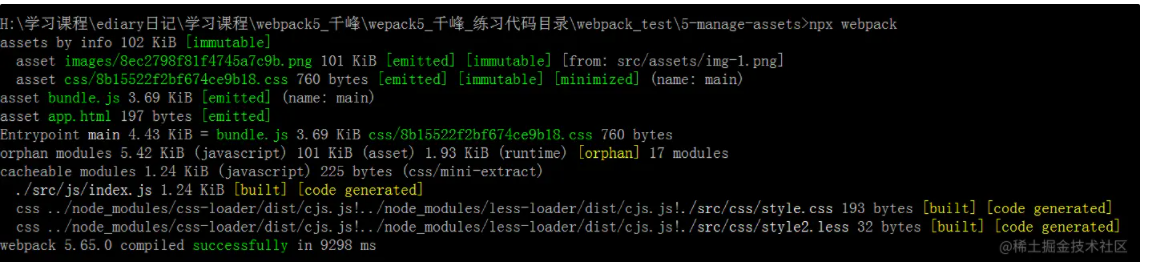 H:\学习课程\ediary日记\学习课程\webpack5_千峰\wepack5_千峰_练习代码目录\webpack_test\5-manage-assets>npx webpack
assets by info 102 KiB [immutable]
asset images/8ec2798f81f4745a7c9b.png 101 KiB [emitted] [immutable] [from: src/assets/img-1.png]
asset css/8b15522f2bf674ce9b18.css 760 bytes [emitted] [immutable] [minimized] (name: main)
asset bundle.js 3.69 KiB [emitted] (name: main)
asset app.html 197 bytes [emitted]
Entrypoint main 4.43 KiB = bundle.js 3.69 KiB css/8b15522f2bf674ce9b18.css 760 bytes
orphan modules 5.42 KiB (javascript) 101 KiB (asset) 1.93 KiB (runtime) [orphan] 17 modules
cacheable modules 1.24 KiB (javascript) 225 bytes (css/mini-extract)
./src/js/index.js 1.24 KiB [built] [code generated]
css ../node_modules/css-loader/dist/cjs.js!../node_modules/less-loader/dist/cjs.js!./src/css/style.css 193 bytes [built] [code generated]
css ../node_modules/css-loader/dist/cjs.js!../node_modules/less-loader/dist/cjs.js!./src/css/style2.less 32 bytes [built] [code generated]
webpack 5.65.0 compiled successfully in 9298 ms
@稀土掘金技术社区